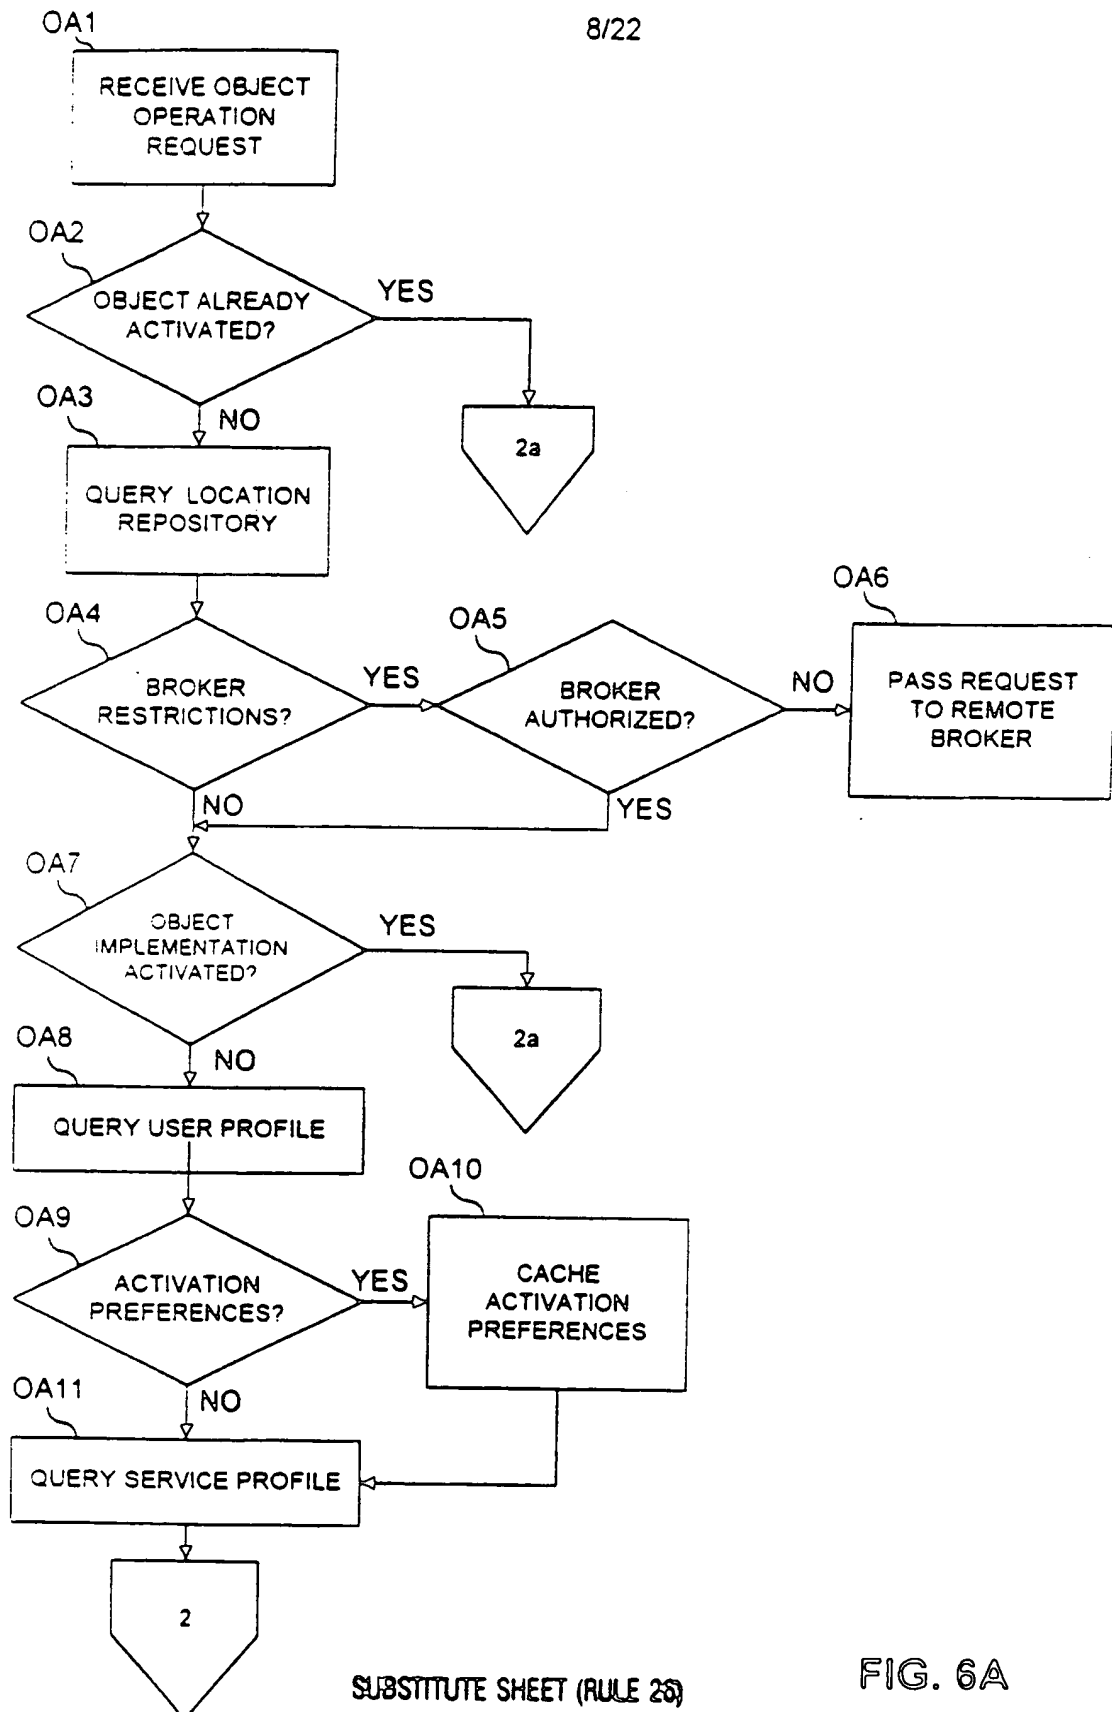 8/22
OA1
RECEIVE OBJECT
OPERATION
REQUEST
OA2
OBJECT ALREADY
ACTIVATED?
YES
NO
2a
OA3
QUERY LOCATION
REPOSITORY
OA4
BROKER
RESTRICTIONS?
YES
NO
OA5
BROKER
AUTHORIZED?
NO
YES
OA6
PASS REQUEST
TO REMOTE
BROKER
OA7
OBJECT
IMPLEMENTATION
ACTIVATED?
YES
NO
2a
OA8
QUERY USER PROFILE
OA9
ACTIVATION
PREFERENCES?
YES
NO
OA10
CACHE
ACTIVATION
PREFERENCES
OA11
QUERY SERVICE PROFILE
2
SUBSTITUTE SHEET (RULE 26)
FIG. 6A